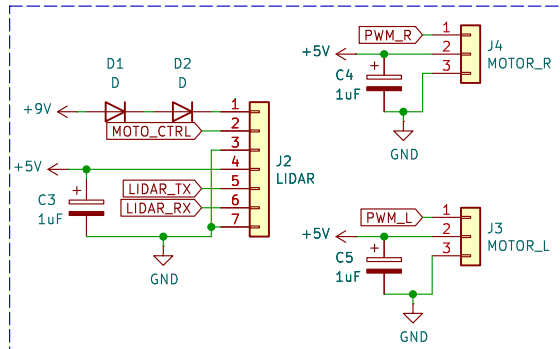 PWM_R
1
2
3
J4
MOTOR_R
+5V
+
C4
1uF
GND
D1
D
D2
D
+9V
MOTO_CTRL
+5V
+
C3
1uF
LIDAR_TX
LIDAR_RX
1
2
3
4
5
6
7
J2
LIDAR
GND
PWM_L
1
2
3
J3
MOTOR_L
+5V
+
C5
1uF
GND